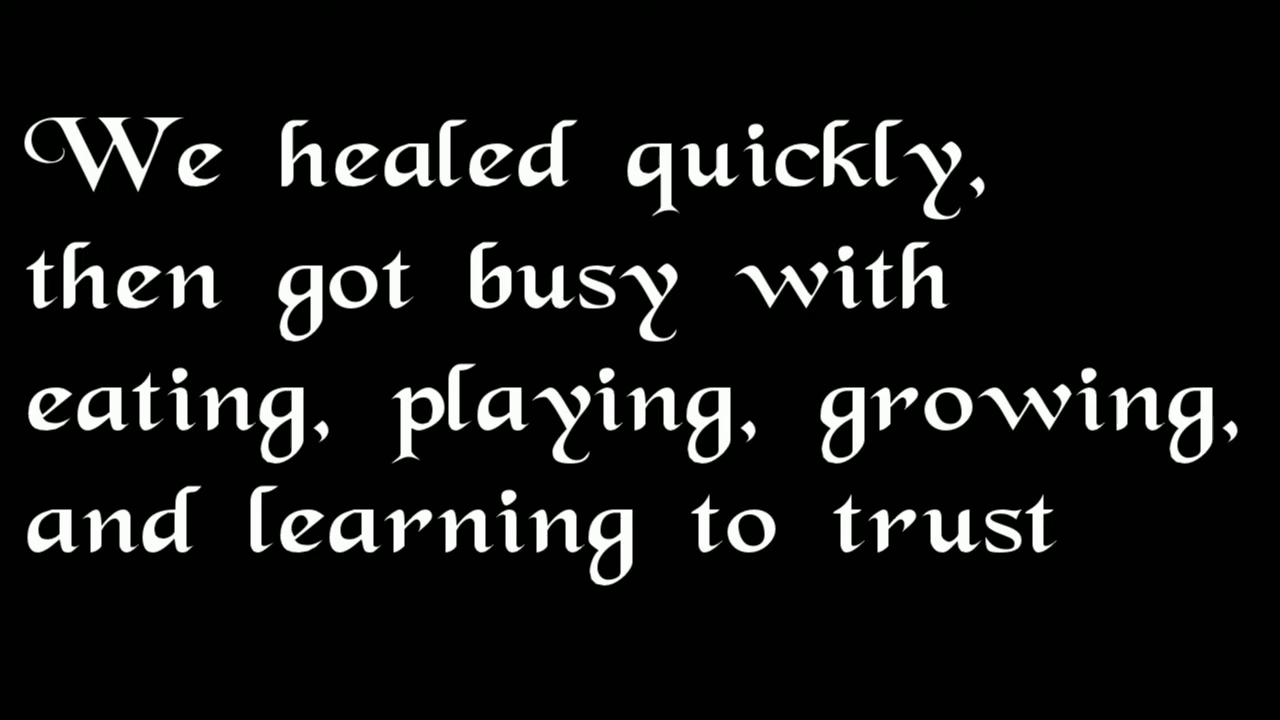 We healed quickly,
then got busy with
eating, playing, growing,
and learning to trust